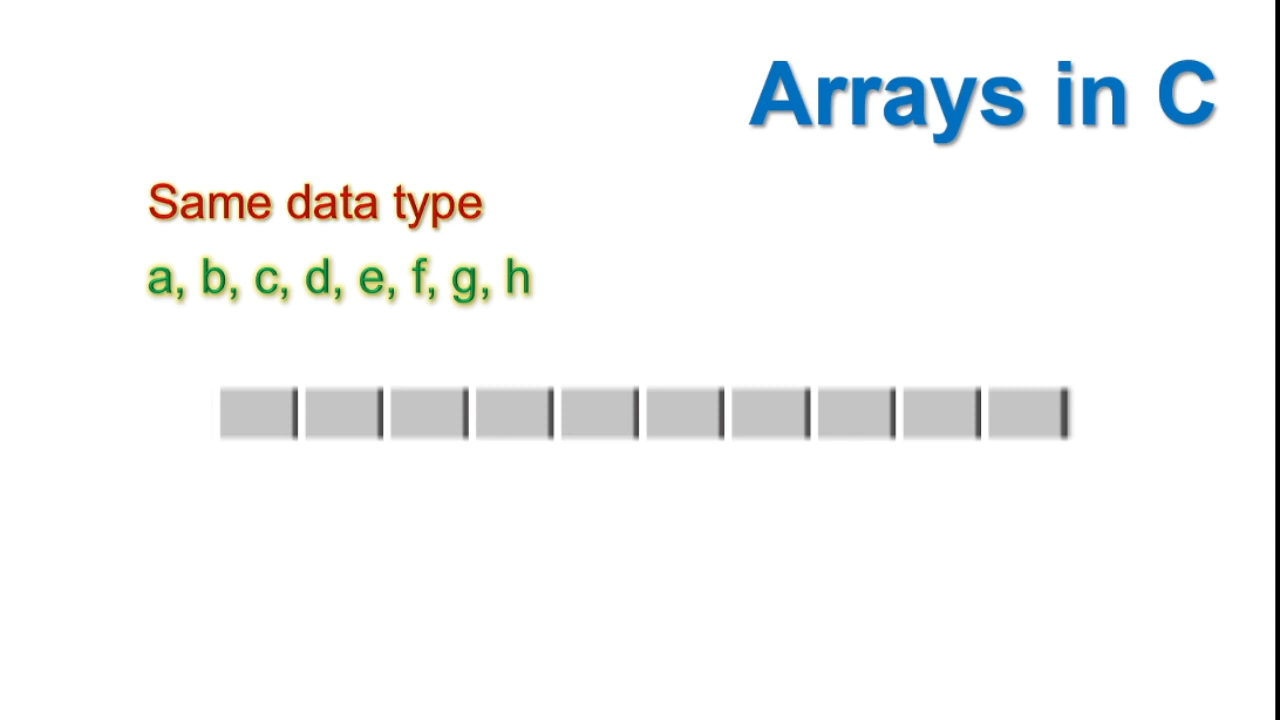 Arrays in C
Same data type
a, b, c, d, e, f, g, h